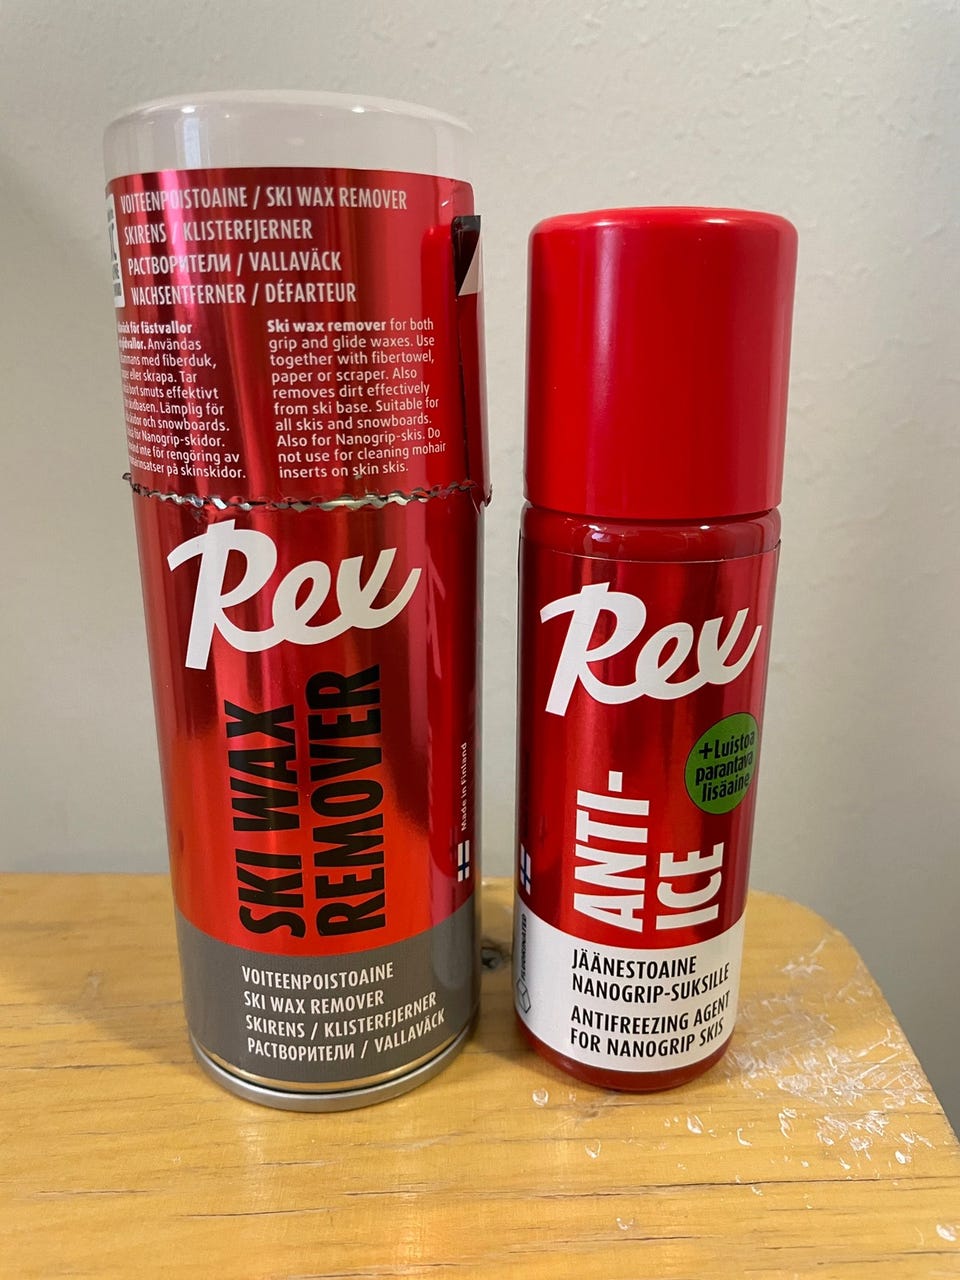 VOITEENPOISTOAINE / SKI WAX REMOVER
SKIRENS / KLISTERFJERNER
РАСТВОРИТЕЛИ / VALLAVÄCK
WACHSENTFERNER / DÉFARTEUR
för fästvallor
Användas
med fiberduk,
eller skrapa. Tar
bort smuts effektivt
Lämplig för
och snowboards.
för Nanogrip-skidor.
inte för rengöring av
på skinskidor.
Ski wax remover for both
grip and glide waxes. Use
together with fibertowel,
paper or scraper. Also
removes dirt effectively
from ski base. Suitable for
all skis and snowboards.
Also for Nanogrip-skis. Do
not use for cleaning mohair
inserts on skin skis.
Rex
SKI WAX
REMOVER
Made in Finland
VOITEENPOISTOAINE
SKI WAX REMOVER
SKIRENS / KLISTERFJERNER
РАСТВОРИТЕЛИ / VALLAVÄCK
Rex
+Luistoa
parantava
lisäaine
ANTI-
ICE
FLUORINATED
JÄÄNESTOAINE
NANOGRIP-SUKSILLE
ANTIFREEZING AGENT
FOR NANOGRIP SKIS